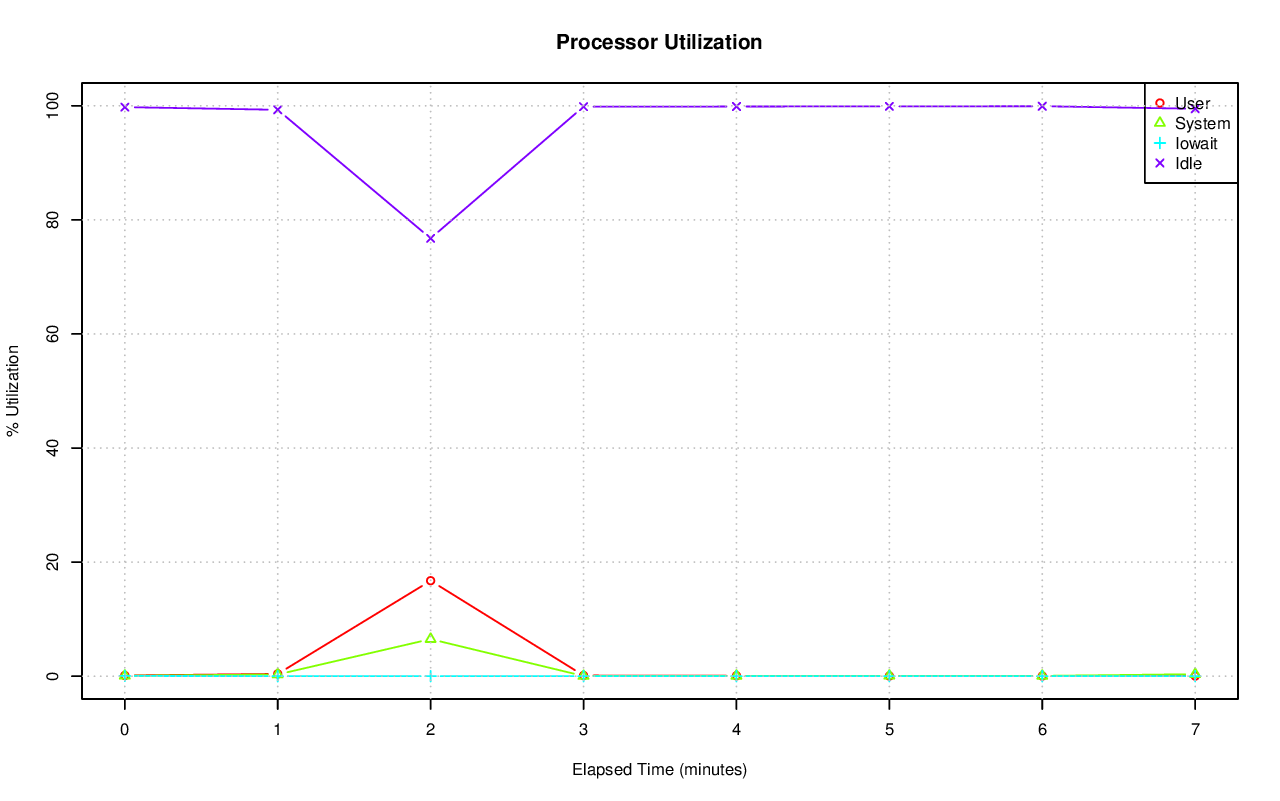 Processor Utilization
100
80
60
40
20
0
% Utilization
User
System
Iowait
Idle
0 1 2 3 4 5 6 7
Elapsed Time (minutes)